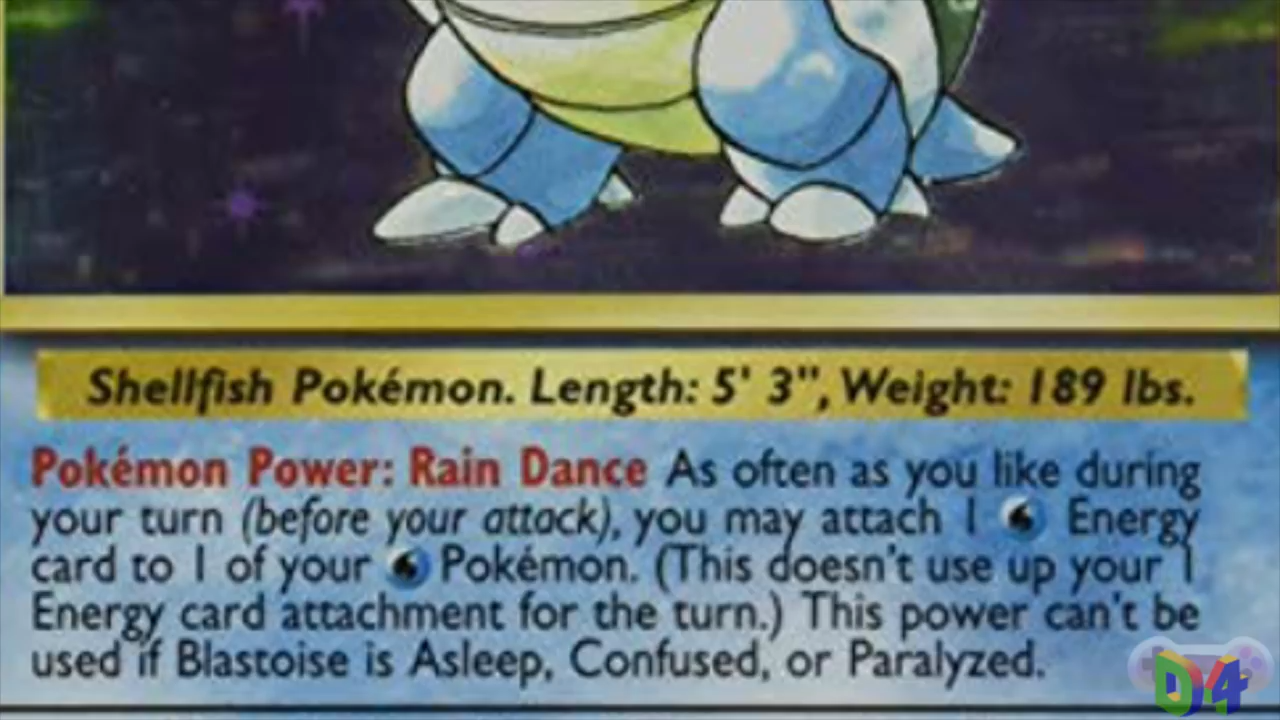 Shellfish Pokémon. Length: 5' 3", Weight: 189 lbs.
Pokémon Power: Rain Dance As often as you like during
your turn (before your attack), you may attach 1 Energy
card to 1 of your Pokémon. (This doesn't use up your 1
Energy card attachment for the turn.) This power can't be
used if Blastoise is Asleep, Confused, or Paralyzed.
D4